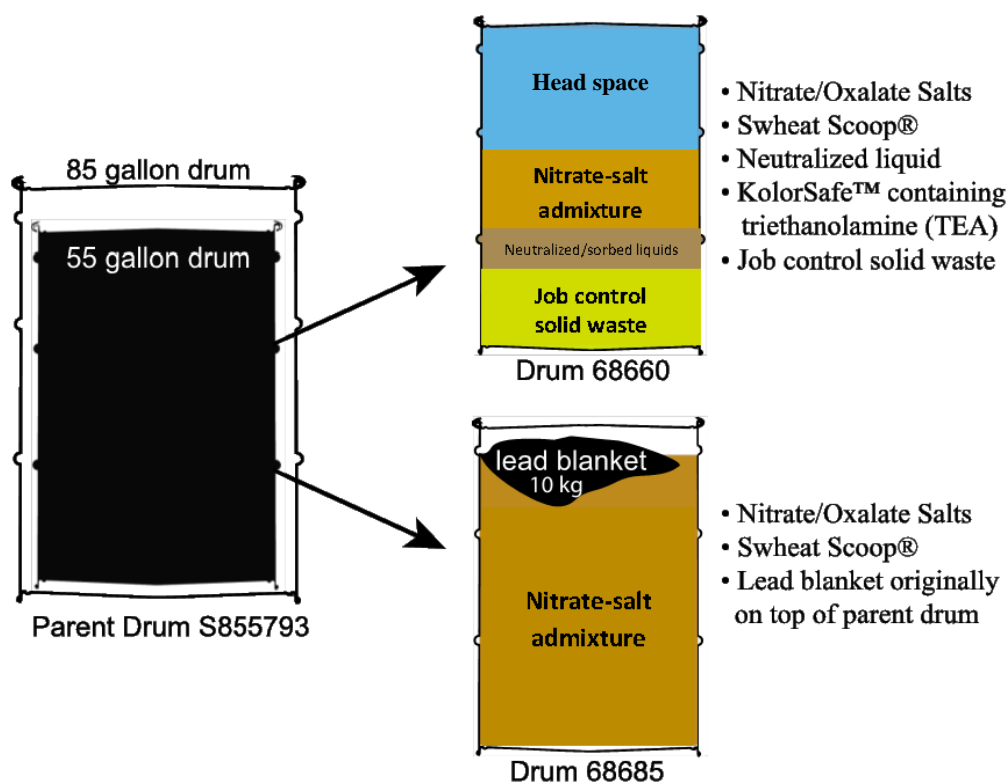 85 gallon drum
55 gallon drum
Parent Drum S855793
Head space
Nitrate-salt
admixture
Neutralized/sorbed liquids
Job control
solid waste
Drum 68660
• Nitrate/Oxalate Salts
• Swheat Scoop®
• Neutralized liquid
• KolorSafe™ containing
triethanolamine (TEA)
• Job control solid waste
lead blanket
10 kg
Nitrate-salt
admixture
Drum 68685
• Nitrate/Oxalate Salts
• Swheat Scoop®
• Lead blanket originally
on top of parent drum